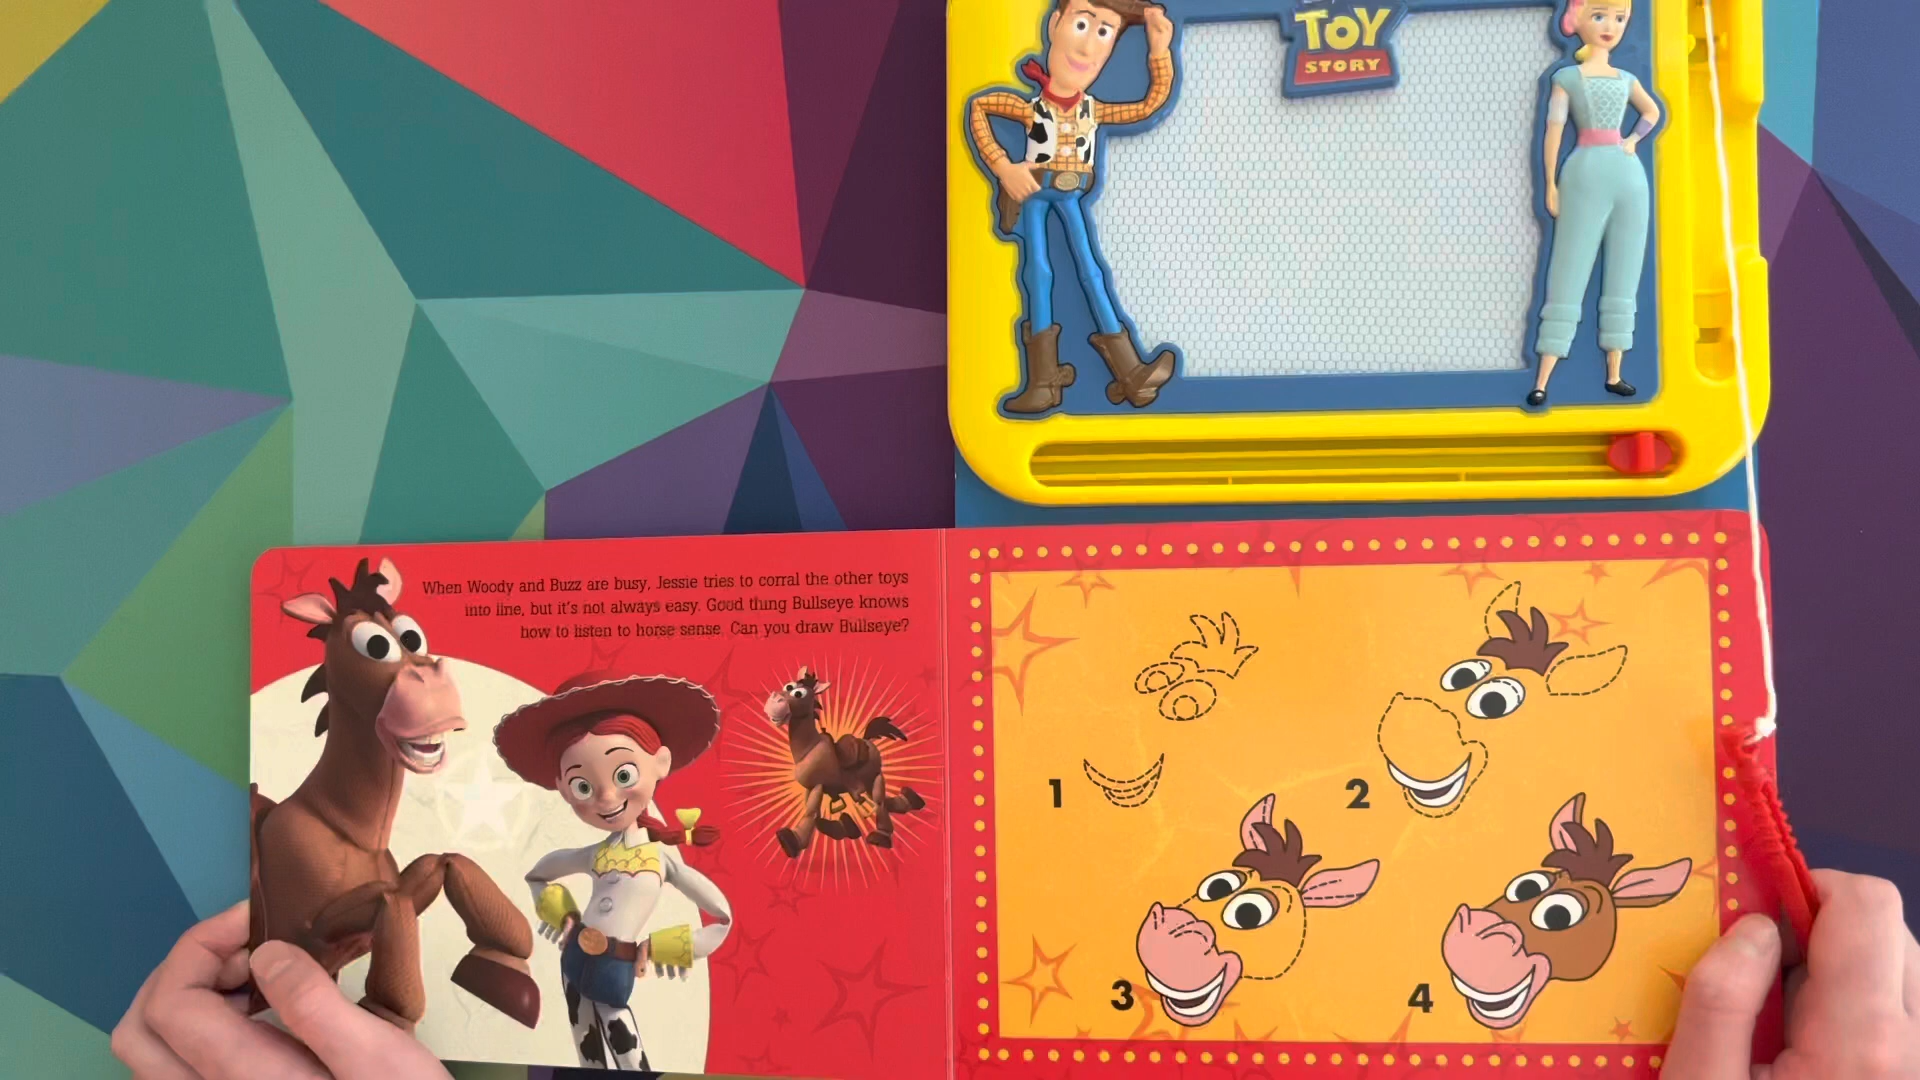 TOY
STORY
When Woody and Buzz are busy, Jessie tries to corral the other toys
into line, but it's not always easy. Good thing Bullseye knows
how to listen to horse sense. Can you draw Bullseye?
1
2
3
4